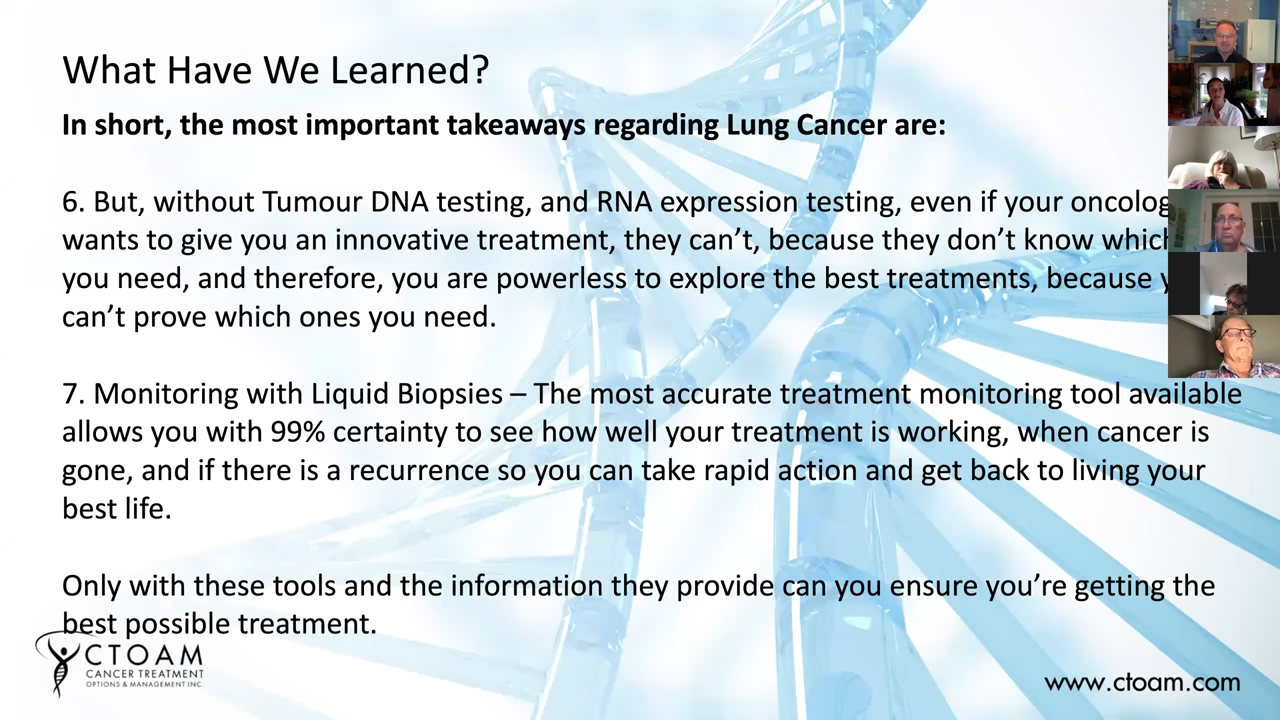 What Have We Learned?
In short, the most important takeaways regarding Lung Cancer are:
6. But, without Tumour DNA testing, and RNA expression testing, even if your
wants to give you an innovative treatment, they can’t, because they don’t know
you need, and therefore, you are powerless to explore the best treatments, because
can’t prove which ones you need.
7. Monitoring with Liquid Biopsies – The most accurate treatment monitoring tool available
allows you with 99% certainty to see how well your treatment is working, when cancer is
gone, and if there is a recurrence so you can take rapid action and get back to living your
best life.
Only with these tools and the information they provide can you ensure you’re getting the
best possible treatment.
CTOAM
CANCER TREATMENT
OPTIONS & MANAGEMENT INC.
www.ctoam.com